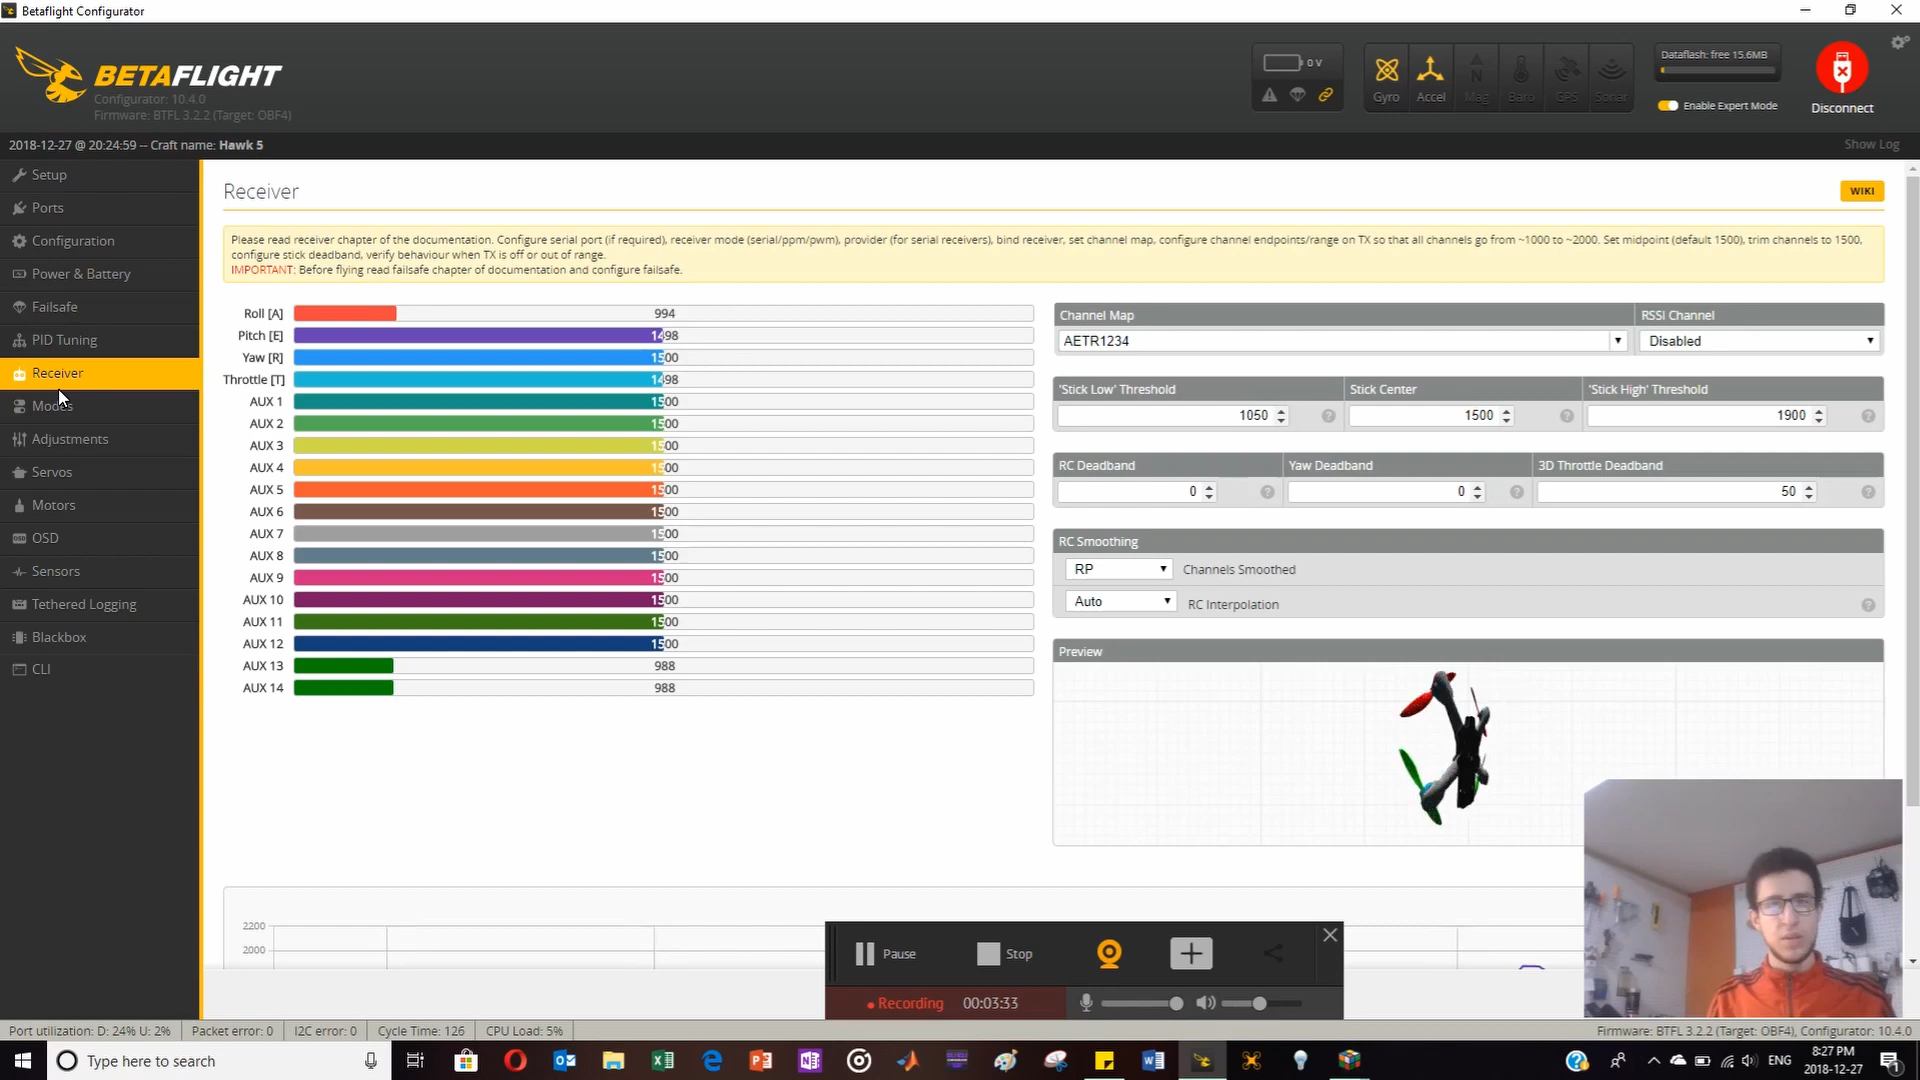 Betaflight Configurator
BETAFLIGHT
Configurator: 10.4.0
Firmware: BTFL 3.2.2 (Target: OBF4)
0 V
Gyro
Accel
Mag
Baro
GPS
Sonar
Dataflash: free 15.6MB
Enable Expert Mode
Disconnect
2018-12-27 @ 20:24:59 -- Craft name: Hawk 5
Show Log
Setup
Ports
Configuration
Power & Battery
Failsafe
PID Tuning
Receiver
Modes
Adjustments
Servos
Motors
OSD
Sensors
Tethered Logging
Blackbox
CLI
Receiver
WIKI
Please read receiver chapter of the documentation. Configure serial port (if required), receiver mode (serial/ppm/pwm), provider (for serial receivers), bind receiver, set channel map, configure channel endpoints/range on TX so that all channels go from ~1000 to ~2000. Set midpoint (default 1500), trim channels to 1500,
configure stick deadband, verify behaviour when TX is off or out of range.
IMPORTANT: Before flying read failsafe chapter of documentation and configure failsafe.
Roll [A] 994
Pitch [E] 1498
Yaw [R] 1500
Throttle [T] 1498
AUX 1 1500
AUX 2 1500
AUX 3 1500
AUX 4 1500
AUX 5 1500
AUX 6 1500
AUX 7 1500
AUX 8 1500
AUX 9 1500
AUX 10 1500
AUX 11 1500
AUX 12 1500
AUX 13 988
AUX 14 988
Channel Map RSSI Channel
AETR1234 Disabled
'Stick Low' Threshold Stick Center 'Stick High' Threshold
1050 1500 1900
RC Deadband Yaw Deadband 3D Throttle Deadband
0 0 50
RC Smoothing
RP Channels Smoothed
Auto RC Interpolation
Preview
2200
2000
Pause Stop
Recording 00:03:33
Port utilization: D: 24% U: 2% Packet error: 0 I2C error: 0 Cycle Time: 126 CPU Load: 5%
Firmware: BTFL 3.2.2 (Target: OBF4), Configurator: 10.4.0
Type here to search
ENG
8:27 PM
2018-12-27